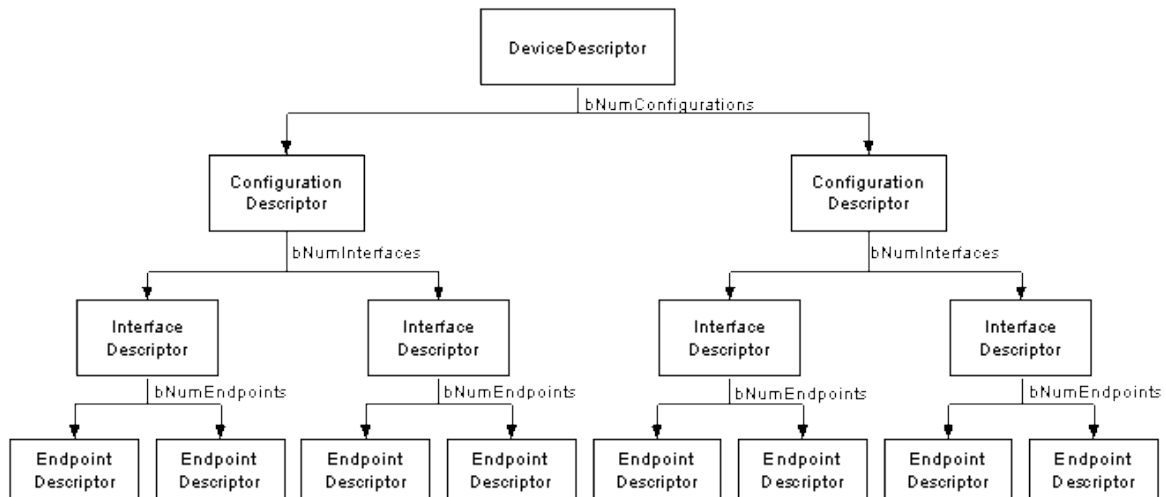 DeviceDescriptor
bNumConfigurations
Configuration
Descriptor
Configuration
Descriptor
bNumInterfaces
bNumInterfaces
Interface
Descriptor
Interface
Descriptor
Interface
Descriptor
Interface
Descriptor
bNumEndpoints
bNumEndpoints
bNumEndpoints
bNumEndpoints
Endpoint
Descriptor
Endpoint
Descriptor
Endpoint
Descriptor
Endpoint
Descriptor
Endpoint
Descriptor
Endpoint
Descriptor
Endpoint
Descriptor
Endpoint
Descriptor